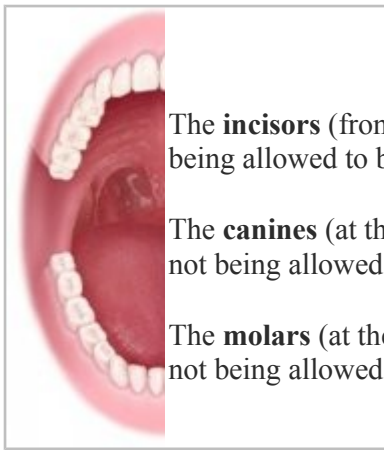 The incisors (fron
being allowed to b
The canines (at th
not being allowed
The molars (at the
not being allowed